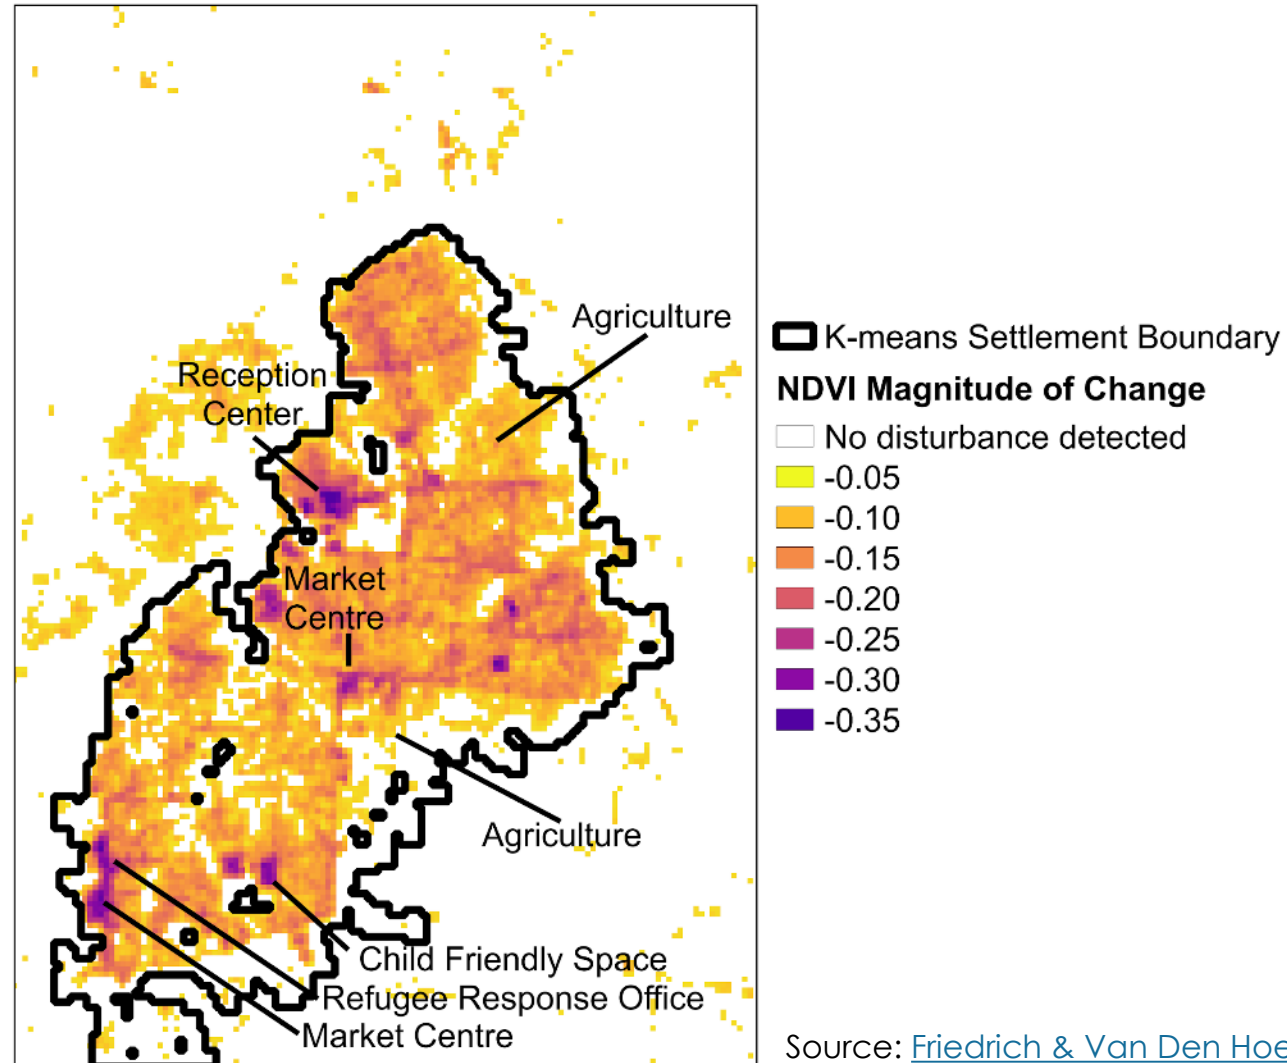 Agriculture
Reception
Center
Market
Centre
Agriculture
Child Friendly Space
Refugee Response Office
Market Centre
K-means Settlement Boundary
NDVI Magnitude of Change
No disturbance detected
-0.05
-0.10
-0.15
-0.20
-0.25
-0.30
-0.35
Source: Friedrich & Van Den Hoe